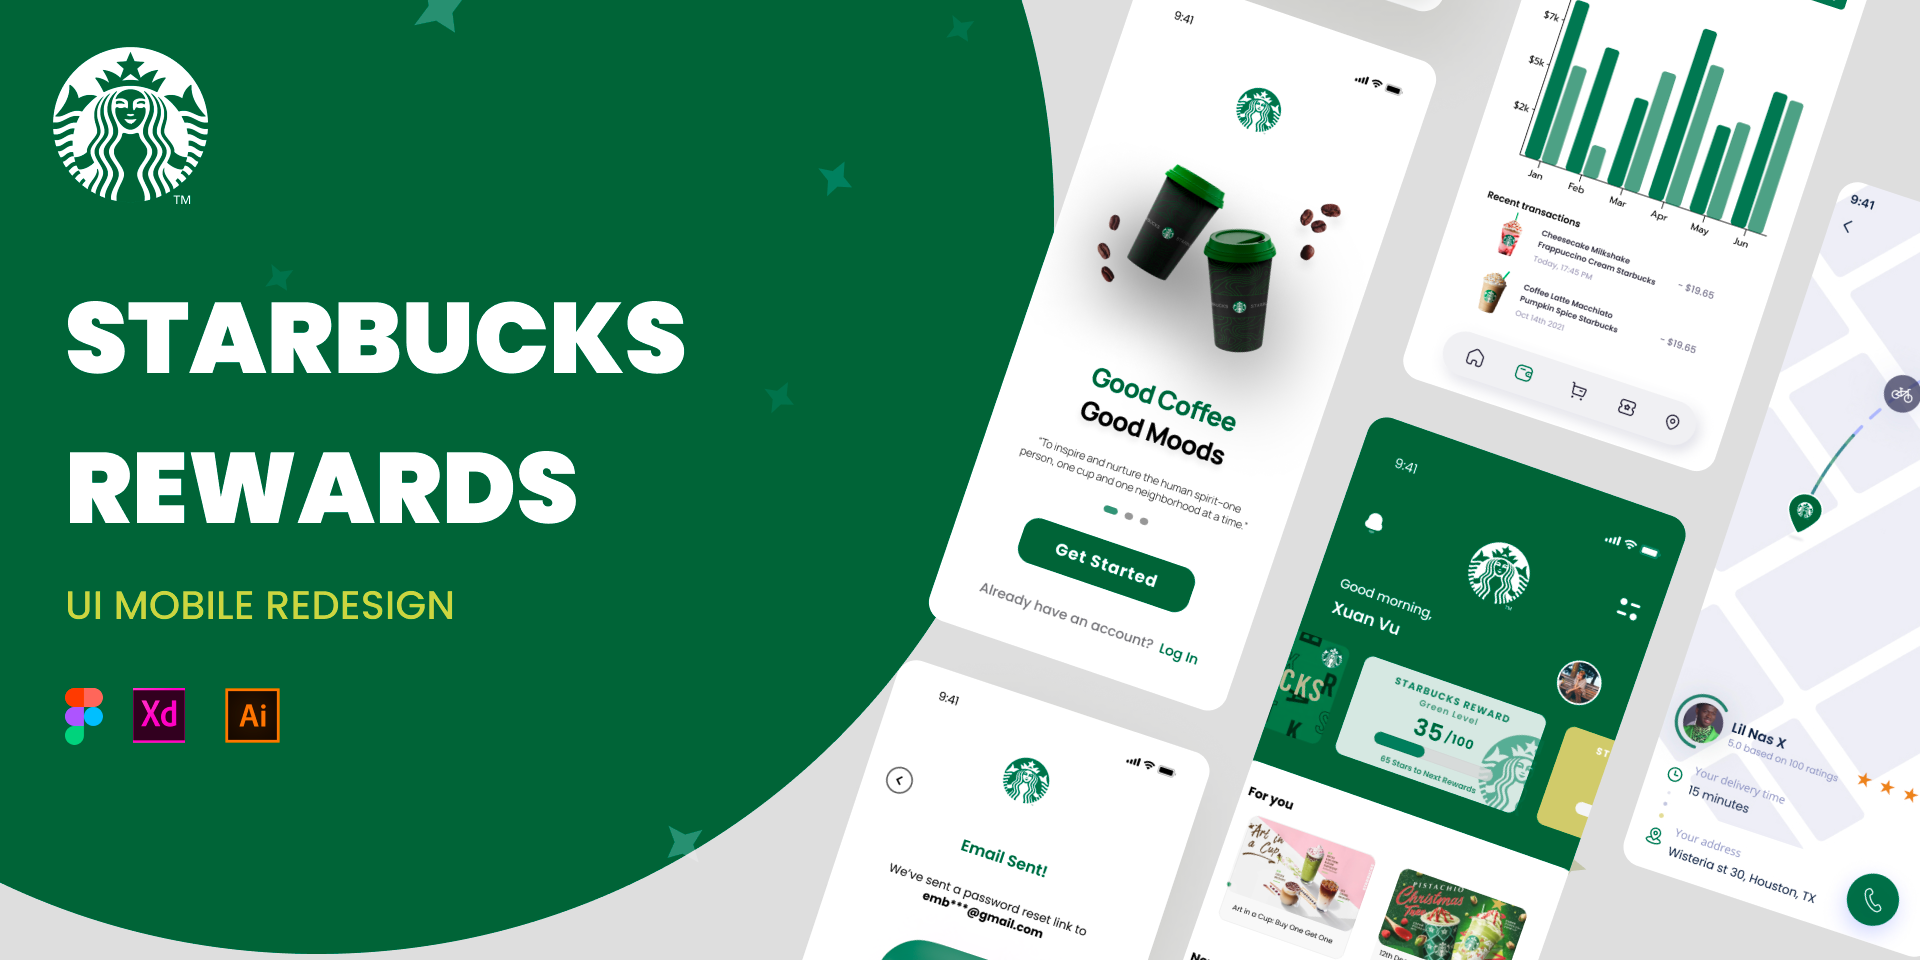 TM
STARBUCKS
REWARDS
UI MOBILE REDESIGN
Xd
Ai
9:41
Good Coffee
Good Moods
"To inspire and nurture the human spirit–one
person, one cup and one neighborhood at a time."
Get Started
Already have an account? Log In
9:41
Email Sent!
We've sent a password reset link to
emb***@gmail.com
$7k
$5k
$2k
Jan
Feb
Mar
Apr
May
Jun
Recent transactions
Cheesecake Milkshake
Frappuccino Cream Starbucks
Today, 17:45 PM
- $19.65
Coffee Latte Macchiato
Pumpkin Spice Starbucks
Oct 14th 2021
- $19.65
9:41
Good morning,
Xuan Vu
CKS
STARBUCKS REWARD
Green Level
35/100
65 Stars to Next Rewards
ST
For you
Art in
a Cup
Art in a Cup: Buy One Get One
PISTACHIO
Christmas
Tree
9:41
Lil Nas X
5.0 based on 100 ratings
Your delivery time
15 minutes
Your address
Wisteria st 30, Houston, TX